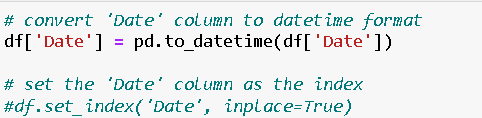 # convert 'Date' column to datetime format
df['Date'] = pd.to_datetime(df['Date'])
# set the 'Date' column as the index
#df.set_index('Date', inplace=True)